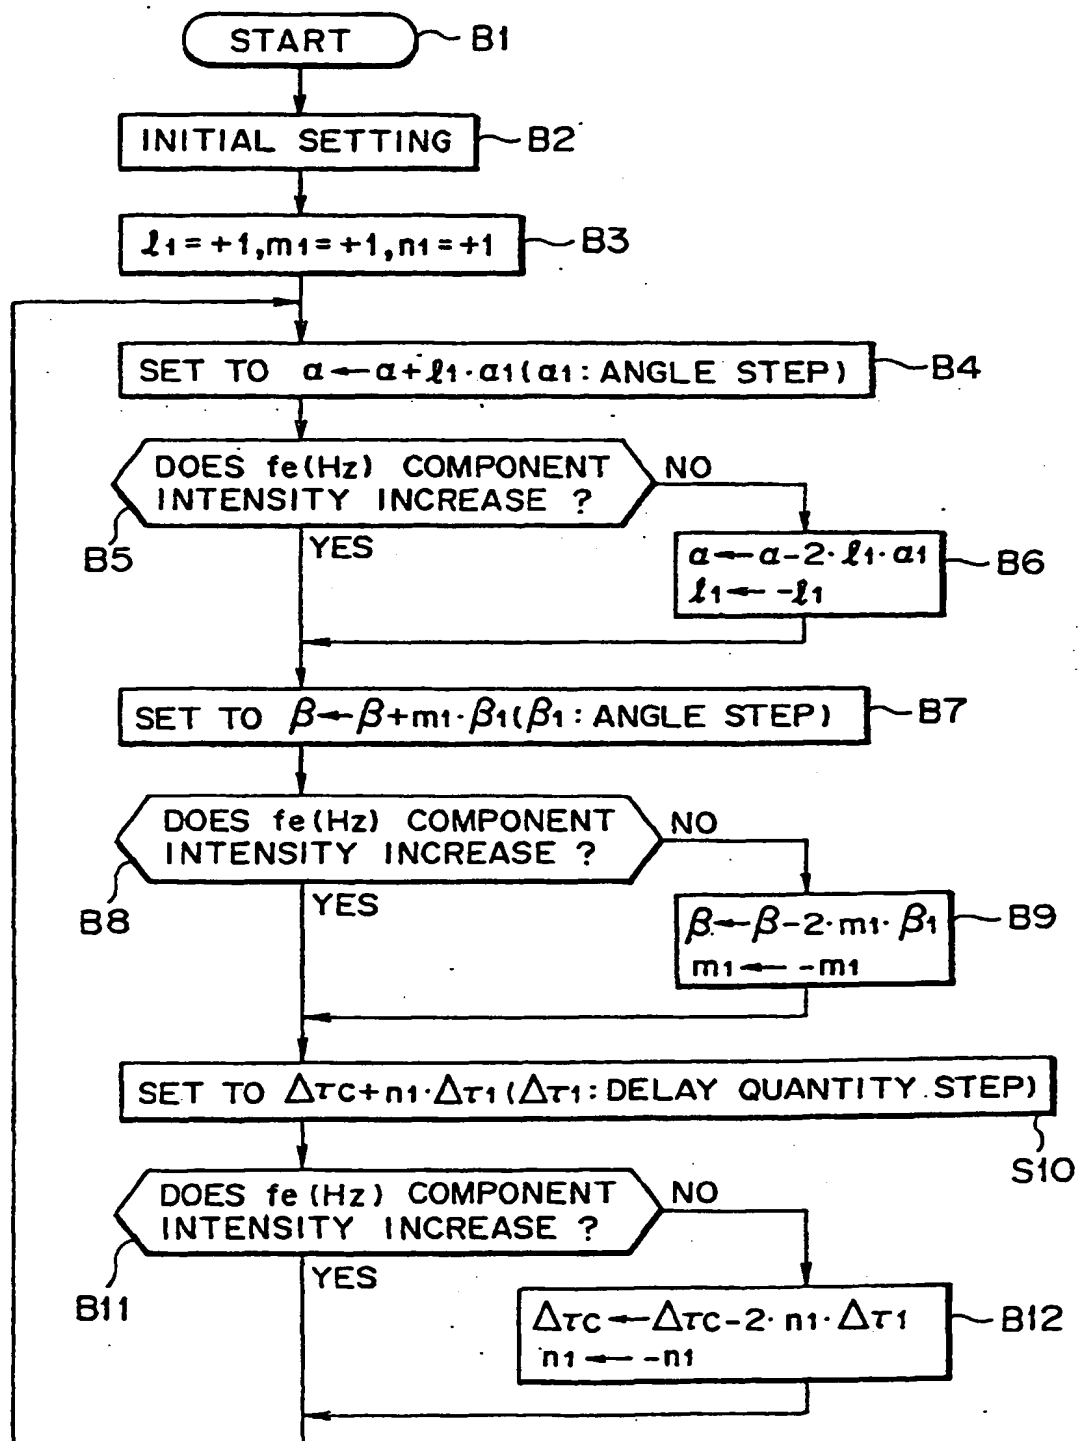 START
B1
INITIAL SETTING
B2
ℓ1=+1,m1=+1,n1=+1
B3
SET TO α←α+ℓ1·α1(α1:ANGLE STEP)
B4
DOES fe(Hz) COMPONENT
INTENSITY INCREASE ?
NO
B5
YES
α←α-2·ℓ1·α1
ℓ1← -ℓ1
B6
SET TO β←β+m1·β1(β1:ANGLE STEP)
B7
DOES fe(Hz) COMPONENT
INTENSITY INCREASE ?
NO
B8
YES
β←β-2·m1·β1
m1← -m1
B9
SET TO Δτc+n1·Δτ1(Δτ1:DELAY QUANTITY STEP)
S10
DOES fe(Hz) COMPONENT
INTENSITY INCREASE ?
NO
B11
YES
Δτc←Δτc-2·n1·Δτ1
n1← -n1
B12